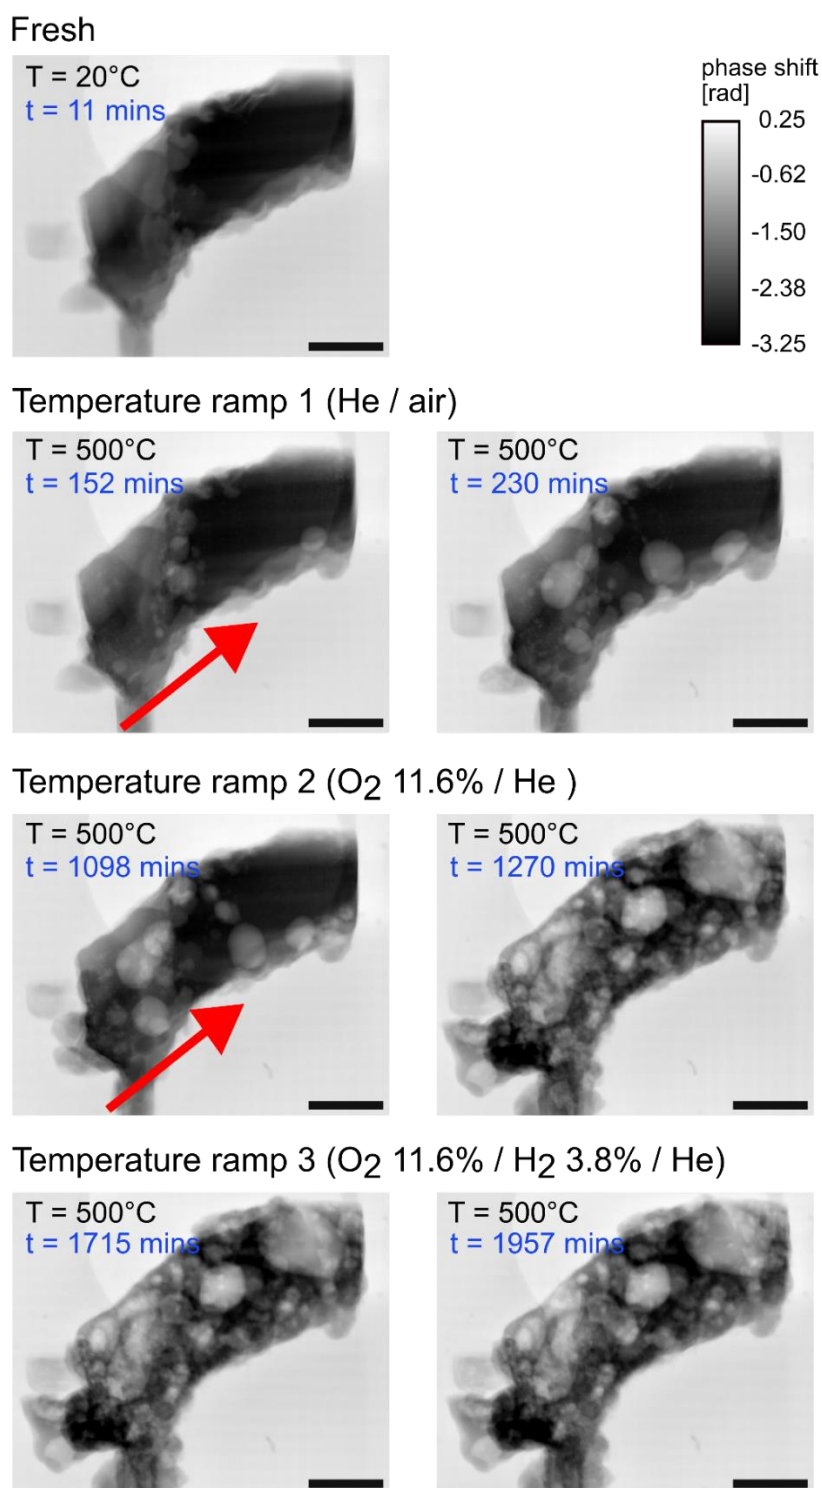 Fresh
T = 20°C
t = 11 mins
phase shift
[rad]
0.25
-0.62
-1.50
-2.38
-3.25
Temperature ramp 1 (He / air)
T = 500°C
t = 152 mins
T = 500°C
t = 230 mins
Temperature ramp 2 (O2 11.6% / He )
T = 500°C
t = 1098 mins
T = 500°C
t = 1270 mins
Temperature ramp 3 (O2 11.6% / H2 3.8% / He)
T = 500°C
t = 1715 mins
T = 500°C
t = 1957 mins